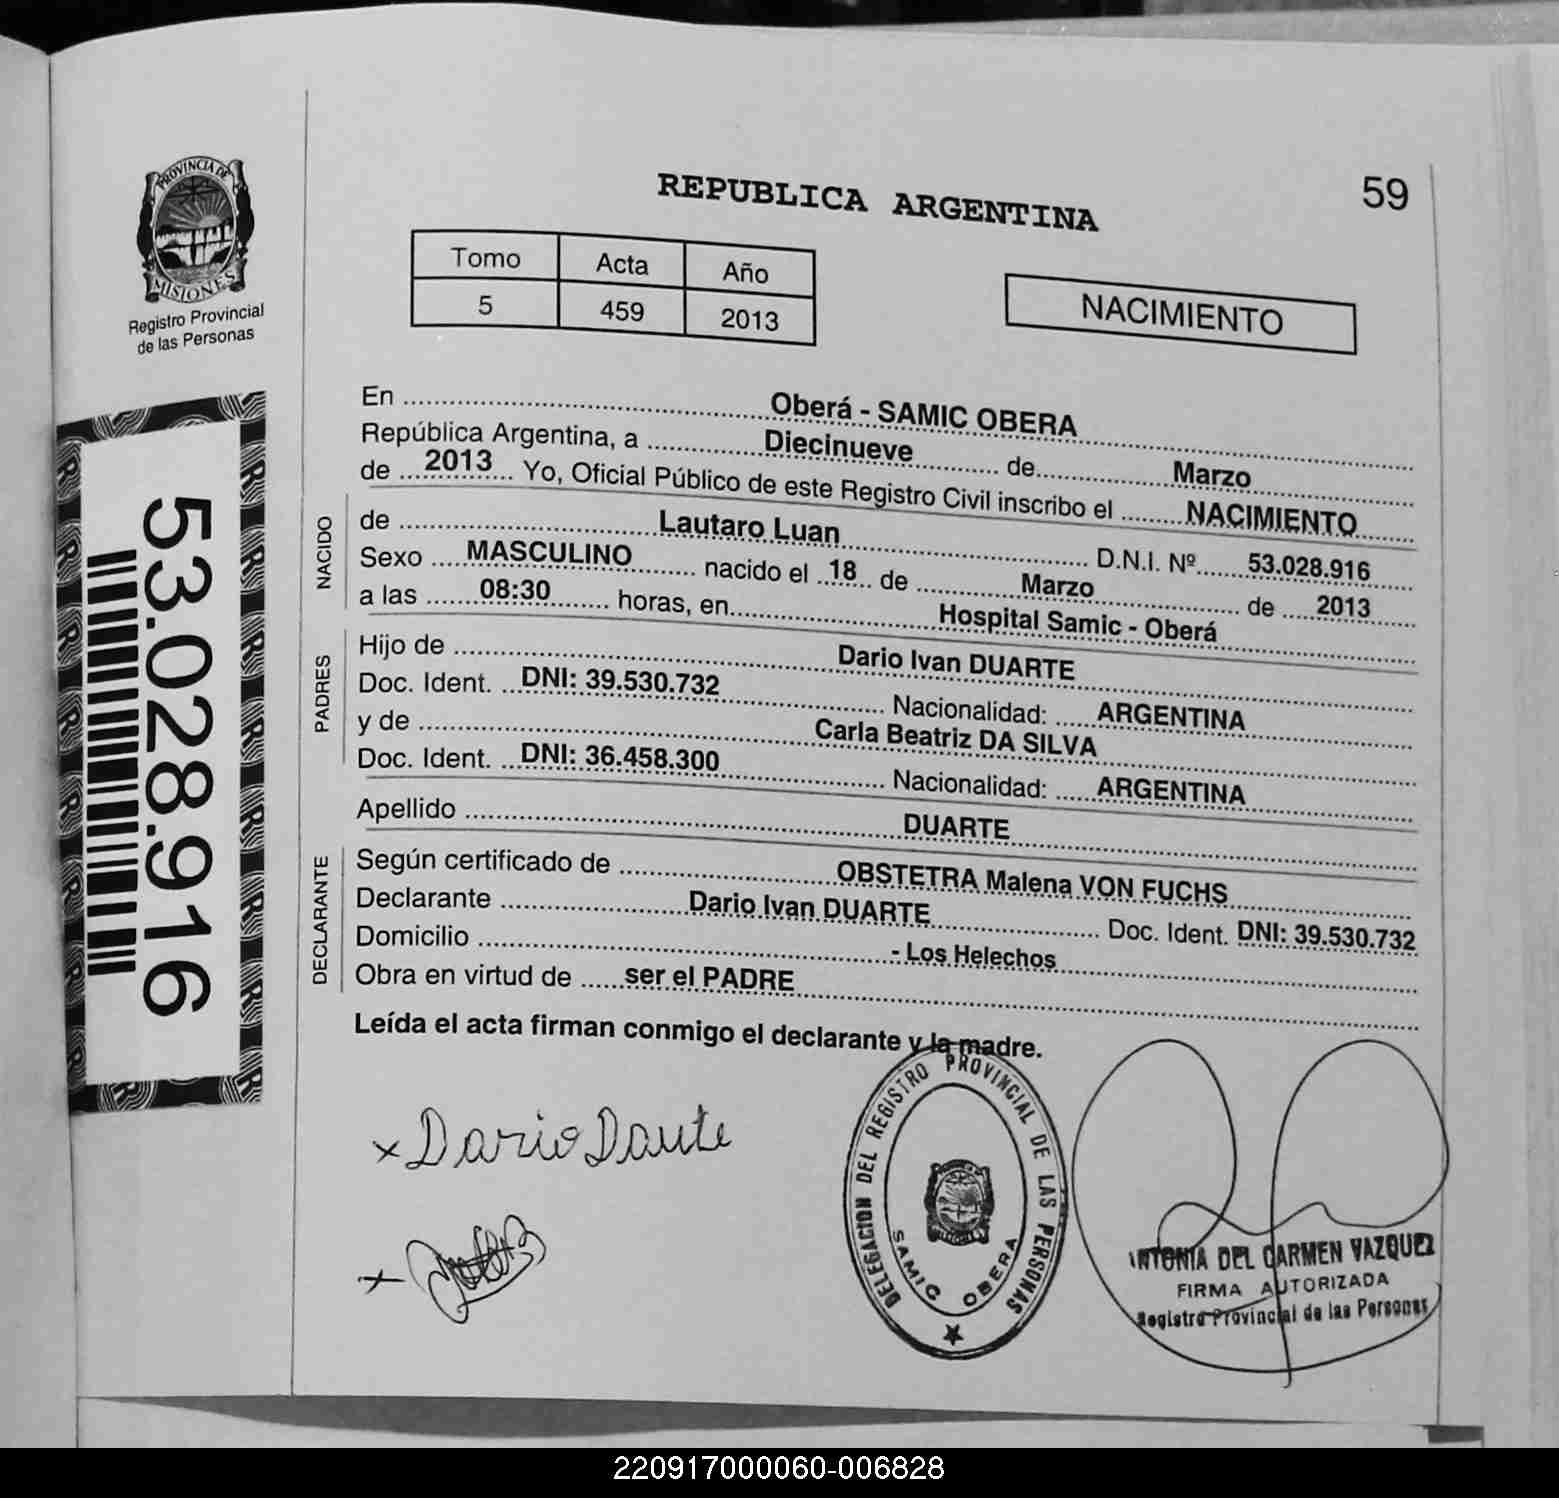 PROVINCIA DE
MISIONES
Registro Provincial
de las Personas
53.028.916
REPUBLICA ARGENTINA
59
Tomo Acta Año
5 459 2013
NACIMIENTO
En ........ Oberá - SAMIC OBERA ........
República Argentina, a ........ Diecinueve ........ de ........ Marzo ........
de ... 2013 ... Yo, Oficial Público de este Registro Civil inscribo el ........ NACIMIENTO ........
NACIDO
de ........ Lautaro Luan ........ D.N.I. Nº ........ 53.028.916 ........
Sexo .... MASCULINO ........ nacido el .. 18 .. de ........ Marzo ........ de .... 2013 ....
a las ...... 08:30 ........ horas, en ........ Hospital Samic - Oberá ........
PADRES
Hijo de ........ Dario Ivan DUARTE ........
Doc. Ident. .. DNI: 39.530.732 ........ Nacionalidad: ..... ARGENTINA ........
y de ........ Carla Beatriz DA SILVA ........
Doc. Ident. .. DNI: 36.458.300 ........ Nacionalidad: ..... ARGENTINA ........
Apellido ........ DUARTE ........
DECLARANTE
Según certificado de ........ OBSTETRA Malena VON FUCHS ........
Declarante ........ Dario Ivan DUARTE ........ Doc. Ident. DNI: 39.530.732
Domicilio ........ - Los Helechos ........
Obra en virtud de ...... ser el PADRE ........
Leída el acta firman conmigo el declarante y la madre.
x Dario Daute
x
DELEGACION DEL REGISTRO PROVINCIAL DE LAS PERSONAS
SAMIC OBERA
ANTONIA DEL CARMEN VAZQUEZ
FIRMA AUTORIZADA
Registro Provincial de las Personas
220917000060-006828